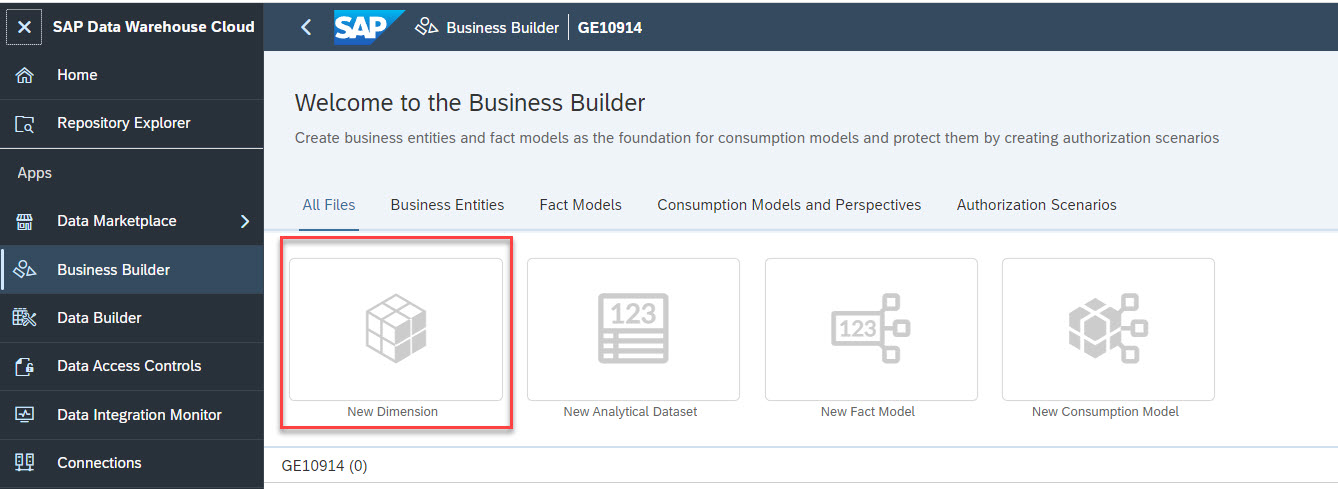 SAP Data Warehouse Cloud
Home
Repository Explorer
Apps
Data Marketplace
Business Builder
Data Builder
Data Access Controls
Data Integration Monitor
Connections
SAP Business Builder GE10914
Welcome to the Business Builder
Create business entities and fact models as the foundation for consumption models and protect them by creating authorization scenarios
All Files Business Entities Fact Models Consumption Models and Perspectives Authorization Scenarios
123 123
New Dimension New Analytical Dataset New Fact Model New Consumption Model
GE10914 (0)